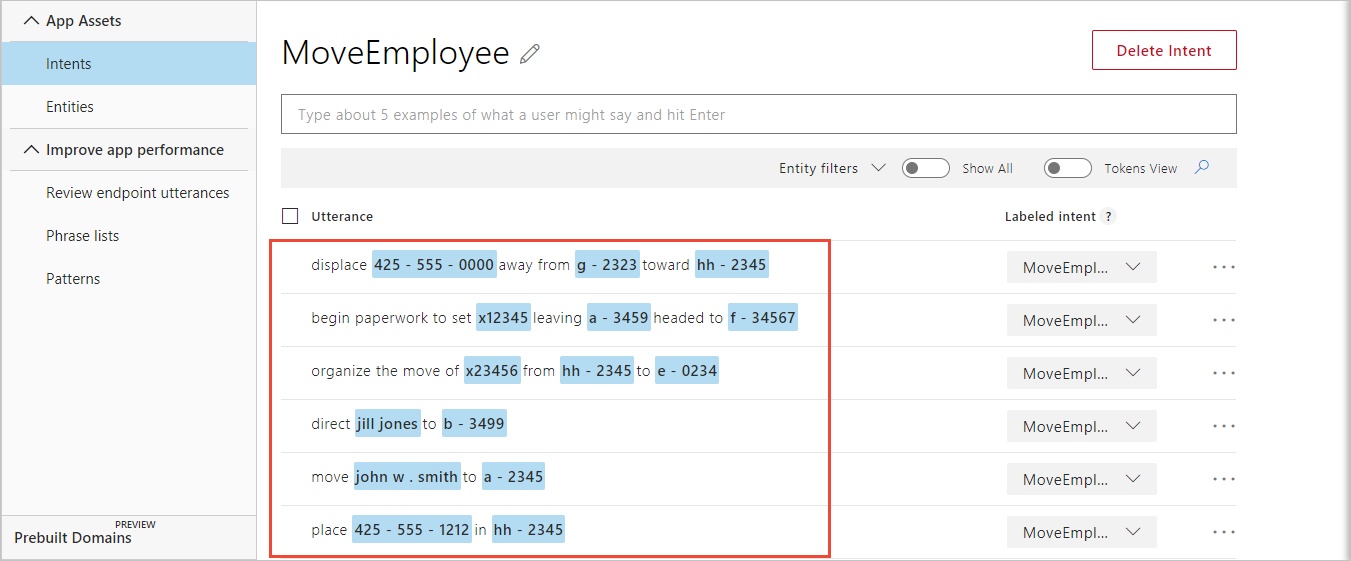 App Assets
Intents
Entities
Improve app performance
Review endpoint utterances
Phrase lists
Patterns
PREVIEW
Prebuilt Domains
MoveEmployee
Delete Intent
Type about 5 examples of what a user might say and hit Enter
Entity filters Show All Tokens View
Utterance Labeled intent ?
displace 425 - 555 - 0000 away from g - 2323 toward hh - 2345 MoveEmpl... ...
begin paperwork to set x12345 leaving a - 3459 headed to f - 34567 MoveEmpl... ...
organize the move of x23456 from hh - 2345 to e - 0234 MoveEmpl... ...
direct jill jones to b - 3499 MoveEmpl... ...
move john w . smith to a - 2345 MoveEmpl... ...
place 425 - 555 - 1212 in hh - 2345 MoveEmpl... ...